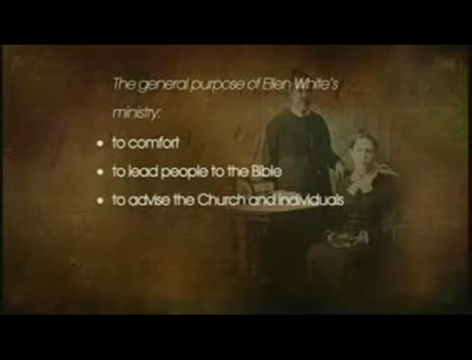 The general purpose of Ellen White's
ministry:
• to comfort
• to lead people to the Bible
• to advise the Church and individuals